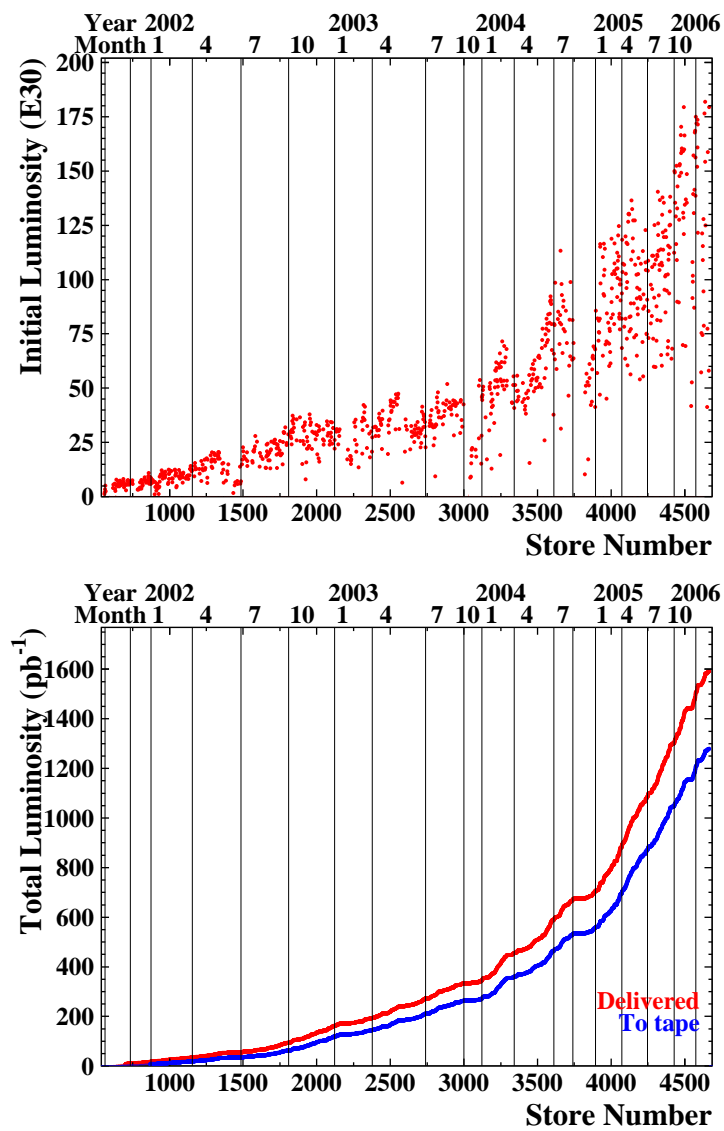 Year 2002 2003 2004 2005 2006
Month 1 4 7 10 1 4 7 10 1 4 7 1 4 7 10
Initial Luminosity (E30)
200
175
150
125
100
75
50
25
0
1000 1500 2000 2500 3000 3500 4000 4500
Store Number
Year 2002 2003 2004 2005 2006
Month 1 4 7 10 1 4 7 10 1 4 7 1 4 7 10
Total Luminosity (pb-1)
1600
1400
1200
1000
800
600
400
200
0
Delivered
To tape
1000 1500 2000 2500 3000 3500 4000 4500
Store Number